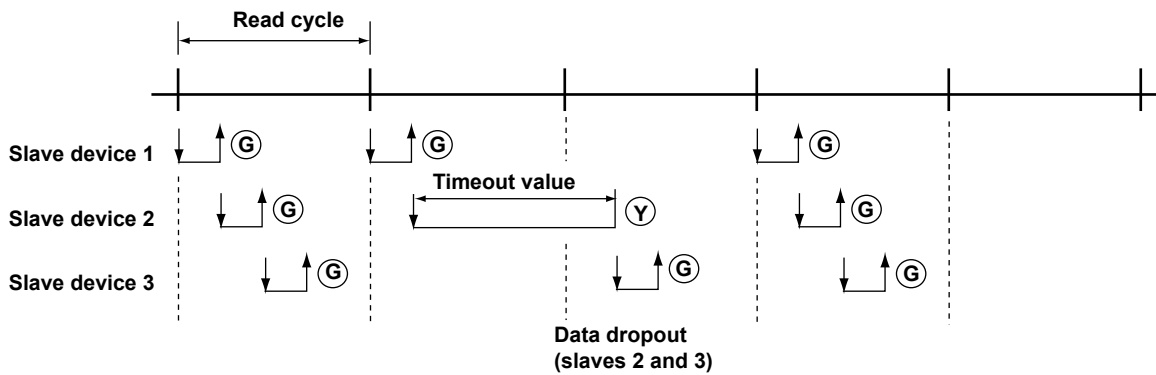 Read cycle
Slave device 1 G G G
Timeout value
Slave device 2 G Y G
Slave device 3 G G G
Data dropout
(slaves 2 and 3)